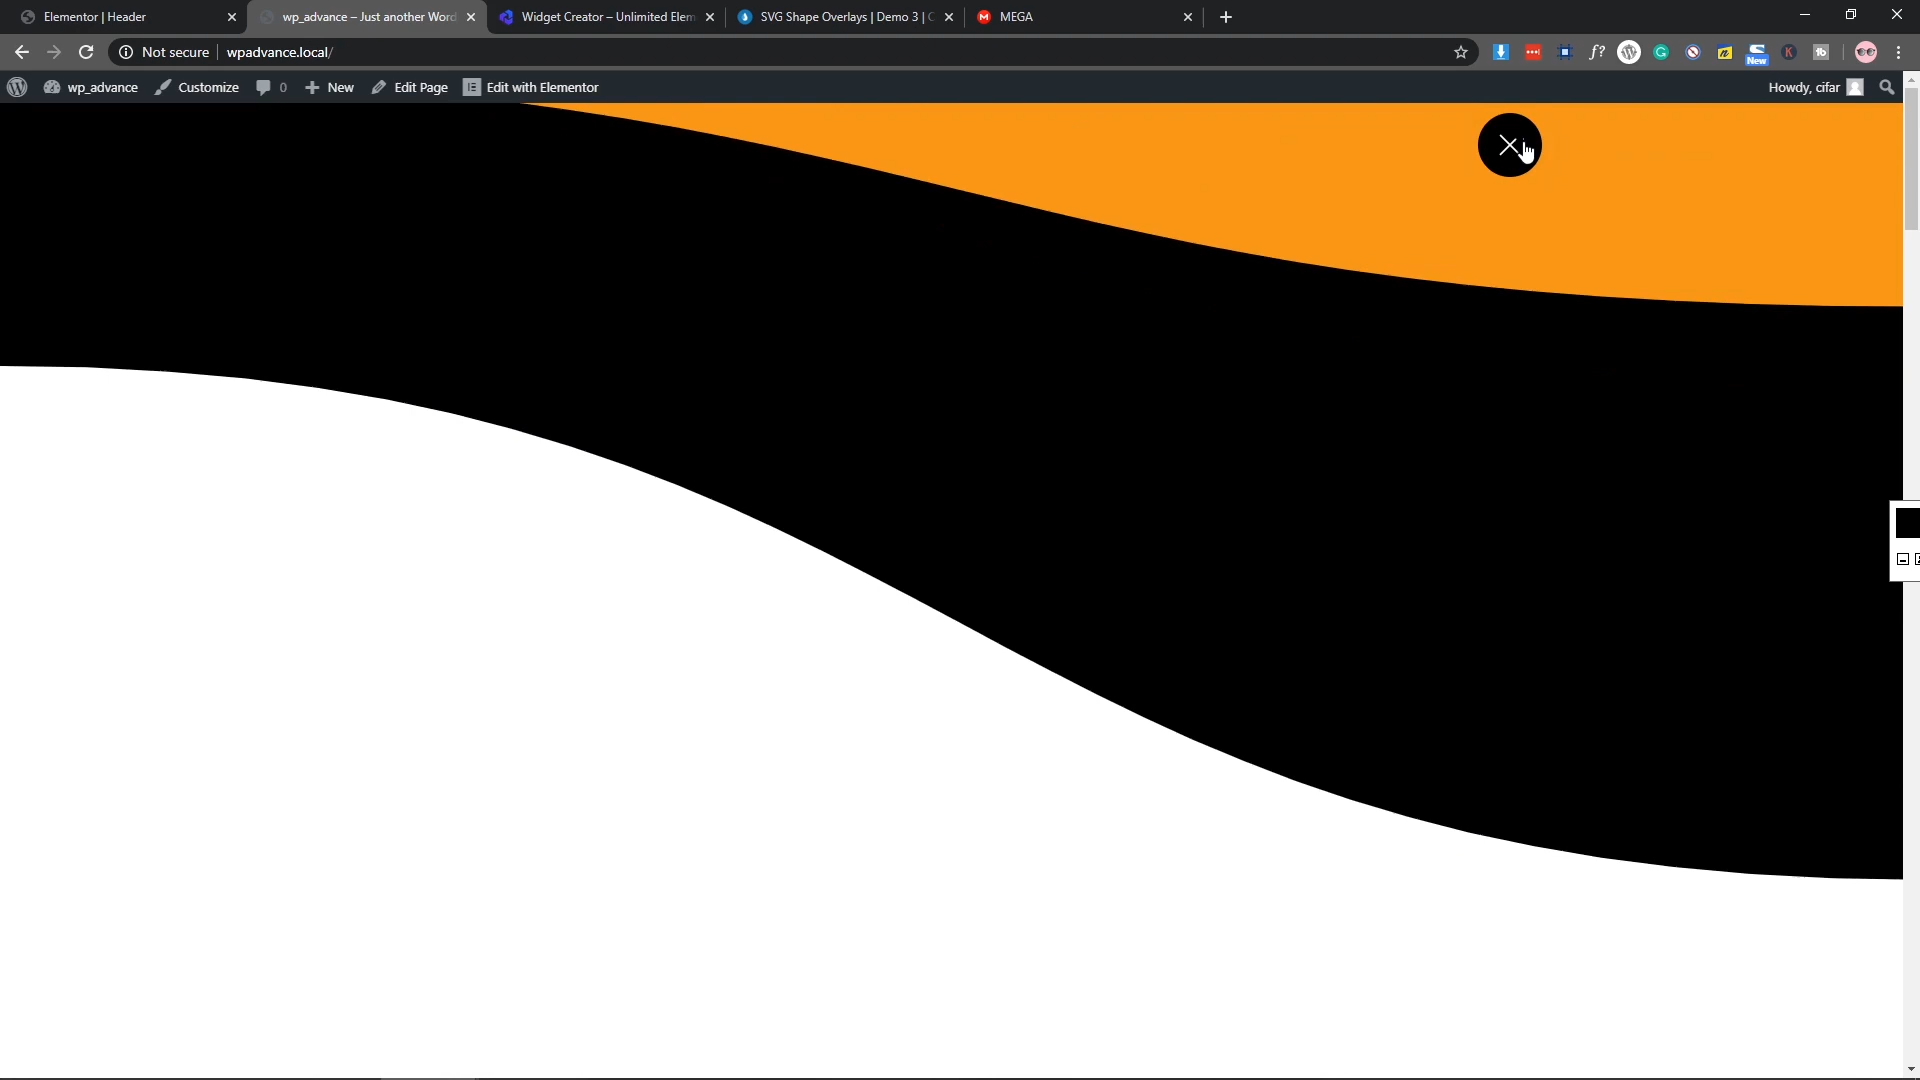 Elementor | Header
wp_advance – Just another Word
Widget Creator – Unlimited Elem
SVG Shape Overlays | Demo 3 | C
MEGA
Not secure
wpadvance.local/
New
wp_advance
Customize
0
New
Edit Page
Edit with Elementor
Howdy, cifar